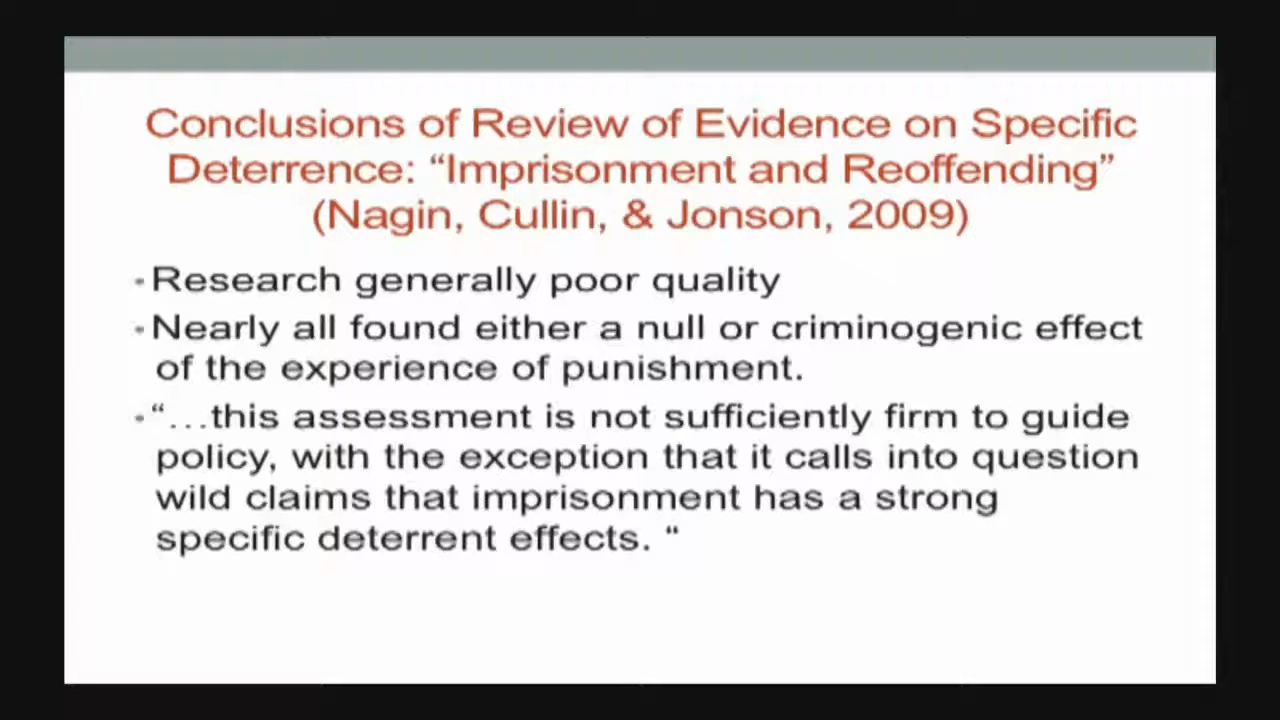 Conclusions of Review of Evidence on Specific
Deterrence: “Imprisonment and Reoffending”
(Nagin, Cullin, & Jonson, 2009)
• Research generally poor quality
• Nearly all found either a null or criminogenic effect
of the experience of punishment.
• “…this assessment is not sufficiently firm to guide
policy, with the exception that it calls into question
wild claims that imprisonment has a strong
specific deterrent effects. “